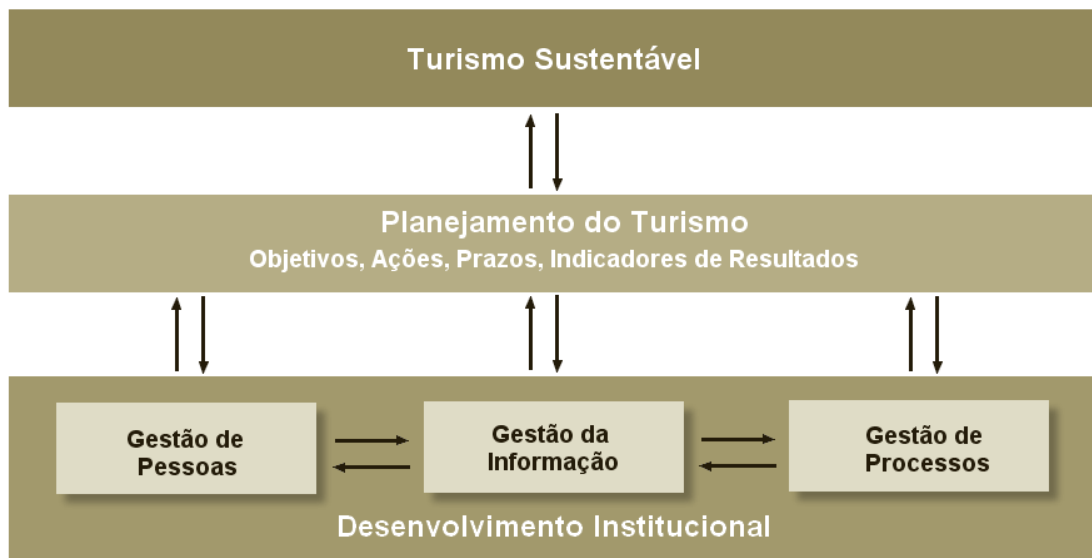 Turismo Sustentável
Planejamento do Turismo
Objetivos, Ações, Prazos, Indicadores de Resultados
Gestão de
Pessoas
Gestão da
Informação
Gestão de
Processos
Desenvolvimento Institucional